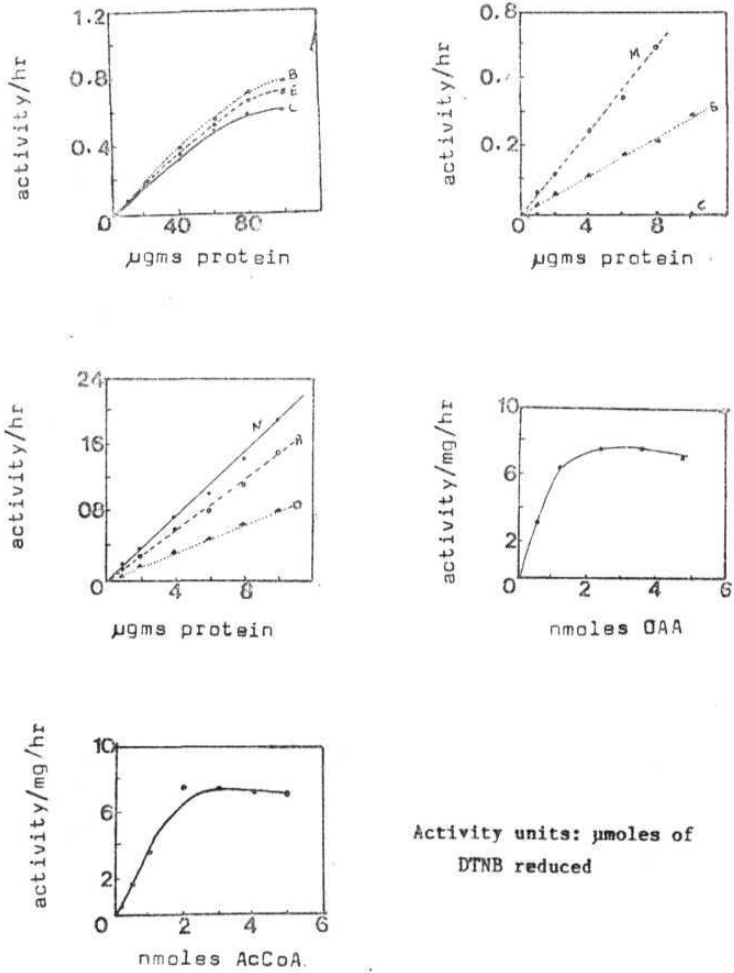 1.2
0.8
0.4
0
40
80
B
E
C
activity/hr
µgms protein
0.8
0.4
0.2
0
4
8
M
C
activity/hr
µgms protein
24
16
08
0
4
8
N
A
O
activity/hr
µgms protein
10
6
2
0
2
4
6
activity/mg/hr
nmoles OAA
10
6
2
0
2
4
6
activity/mg/hr
nmoles AcCoA
Activity units: µmoles of
DTNB reduced